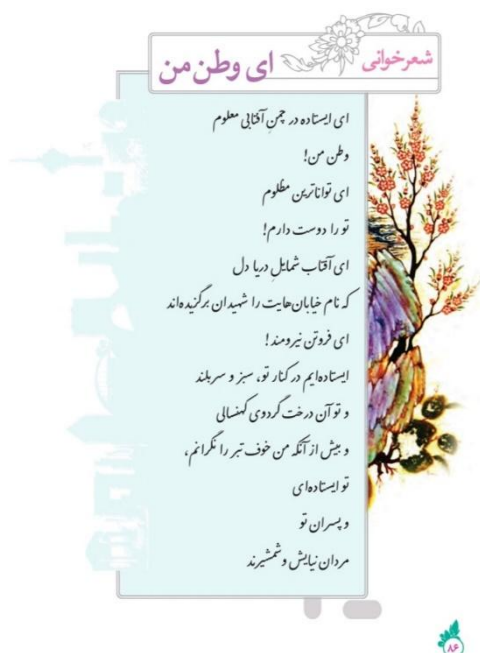 شعرخوانی
ای وطن من
ای ایستاده در چمنِ آفتابی معلوم
وطن من!
ای تواناترین مظلوم
تو را دوست دارم!
ای آفتاب شمایلِ دریا دل
که نام خیابان‌هایت را شهیدان برگزیده‌اند
ای فروتن نیرومند!
ایستاده‌ایم در کنار تو، سبز و سربلند
و تو آن درخت گردوی کهنسالی
و بیش از آنکه من خوف تبر را نگرانم،
تو ایستاده‌ای
و پسران تو
مردان نیایش و شمشیرند
۸۶